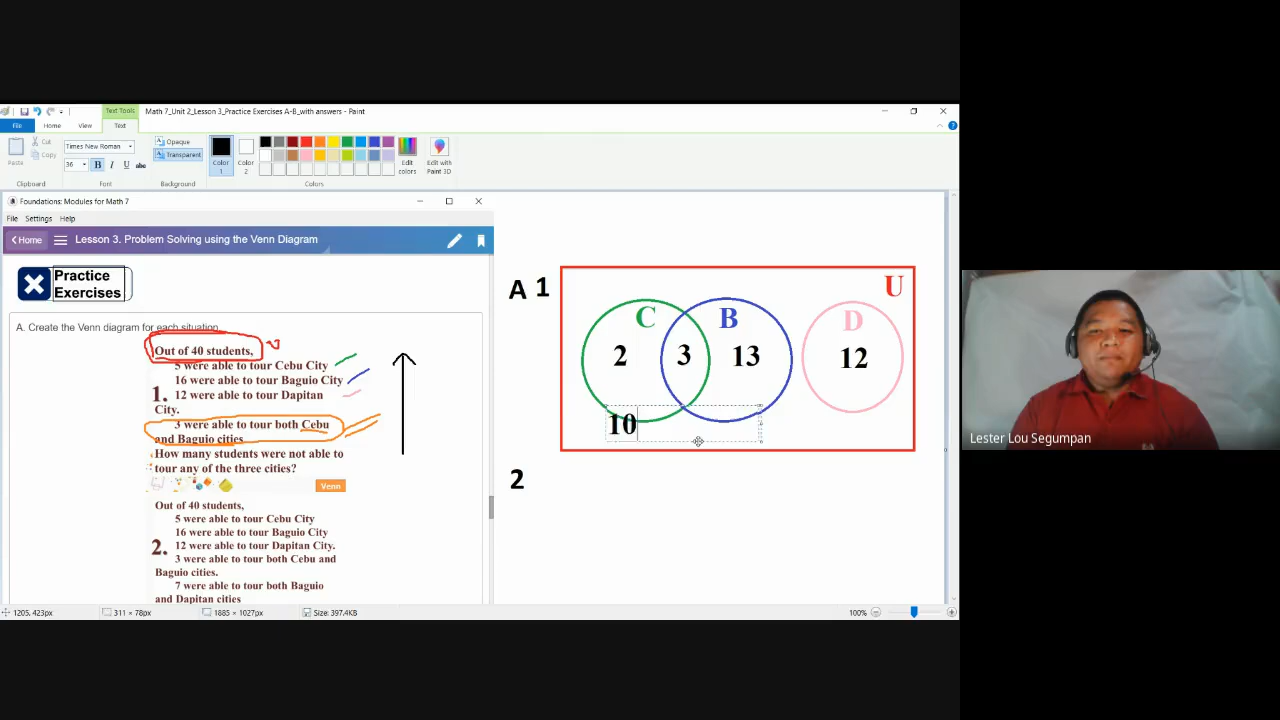 Text Tools
Math 7_Unit 2_Lesson 3_Practice Exercises A-B_with answers - Paint
File Home View Text
Paste
Cut
Copy
Clipboard
Times New Roman
36 B I U abc
Font
Opaque
Transparent
Background
Color 1
Color 2
Edit colors
Edit with Paint 3D
Colors
Foundations: Modules for Math 7
File Settings Help
Home
Lesson 3. Problem Solving using the Venn Diagram
Practice
Exercises
A. Create the Venn diagram for each situation
Out of 40 students,
5 were able to tour Cebu City
16 were able to tour Baguio City
1. 12 were able to tour Dapitan
City.
3 were able to tour both Cebu
and Baguio cities
How many students were not able to
tour any of the three cities?
Venn
Out of 40 students,
5 were able to tour Cebu City
16 were able to tour Baguio City
2. 12 were able to tour Dapitan City.
3 were able to tour both Cebu and
Baguio cities.
7 were able to tour both Baguio
and Dapitan cities
A 1
U
C B D
2 3 13 12
10
2
Lester Lou Segumpan
1205, 423px
311 × 78px
1885 × 1027px
Size: 397.4KB
100%